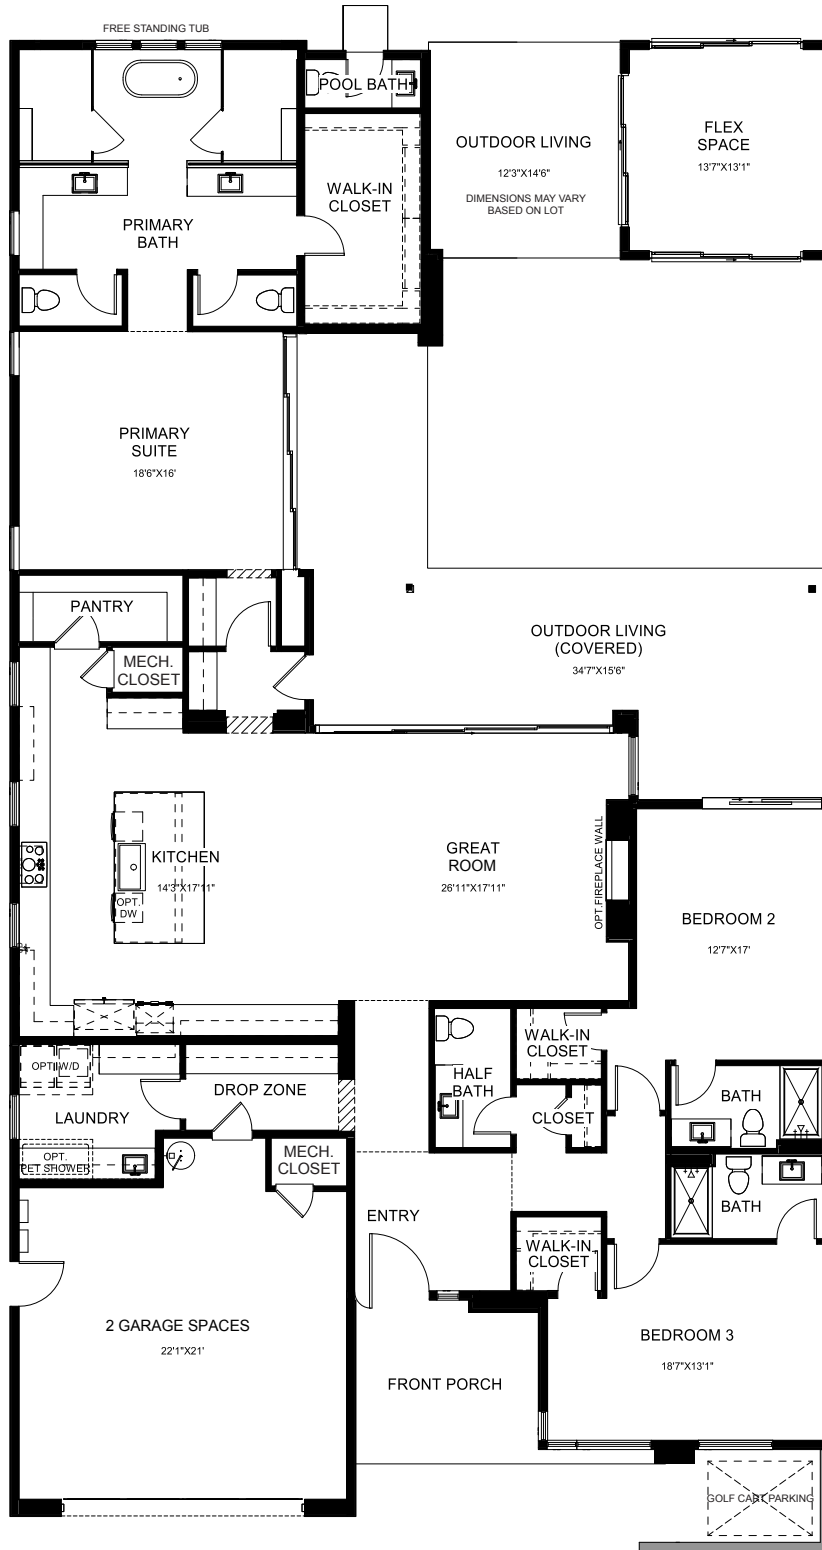 FREE STANDING TUB
POOL BATH
OUTDOOR LIVING
12'3"X14'6"
DIMENSIONS MAY VARY
BASED ON LOT
FLEX
SPACE
13'7"X13'1"
WALK-IN
CLOSET
PRIMARY
BATH
PRIMARY
SUITE
18'6"X16'
PANTRY
MECH.
CLOSET
OUTDOOR LIVING
(COVERED)
34'7"X15'6"
KITCHEN
14'3"X17'11"
OPT.
DW
GREAT
ROOM
26'11"X17'11"
OPT.FIREPLACE WALL
BEDROOM 2
12'7"X17'
WALK-IN
CLOSET
OPT. W/D
HALF
BATH
DROP ZONE
LAUNDRY
CLOSET
BATH
OPT.
PET SHOWER
MECH.
CLOSET
BATH
ENTRY
WALK-IN
CLOSET
2 GARAGE SPACES
22'1"X21'
BEDROOM 3
18'7"X13'1"
FRONT PORCH
GOLF CART PARKING